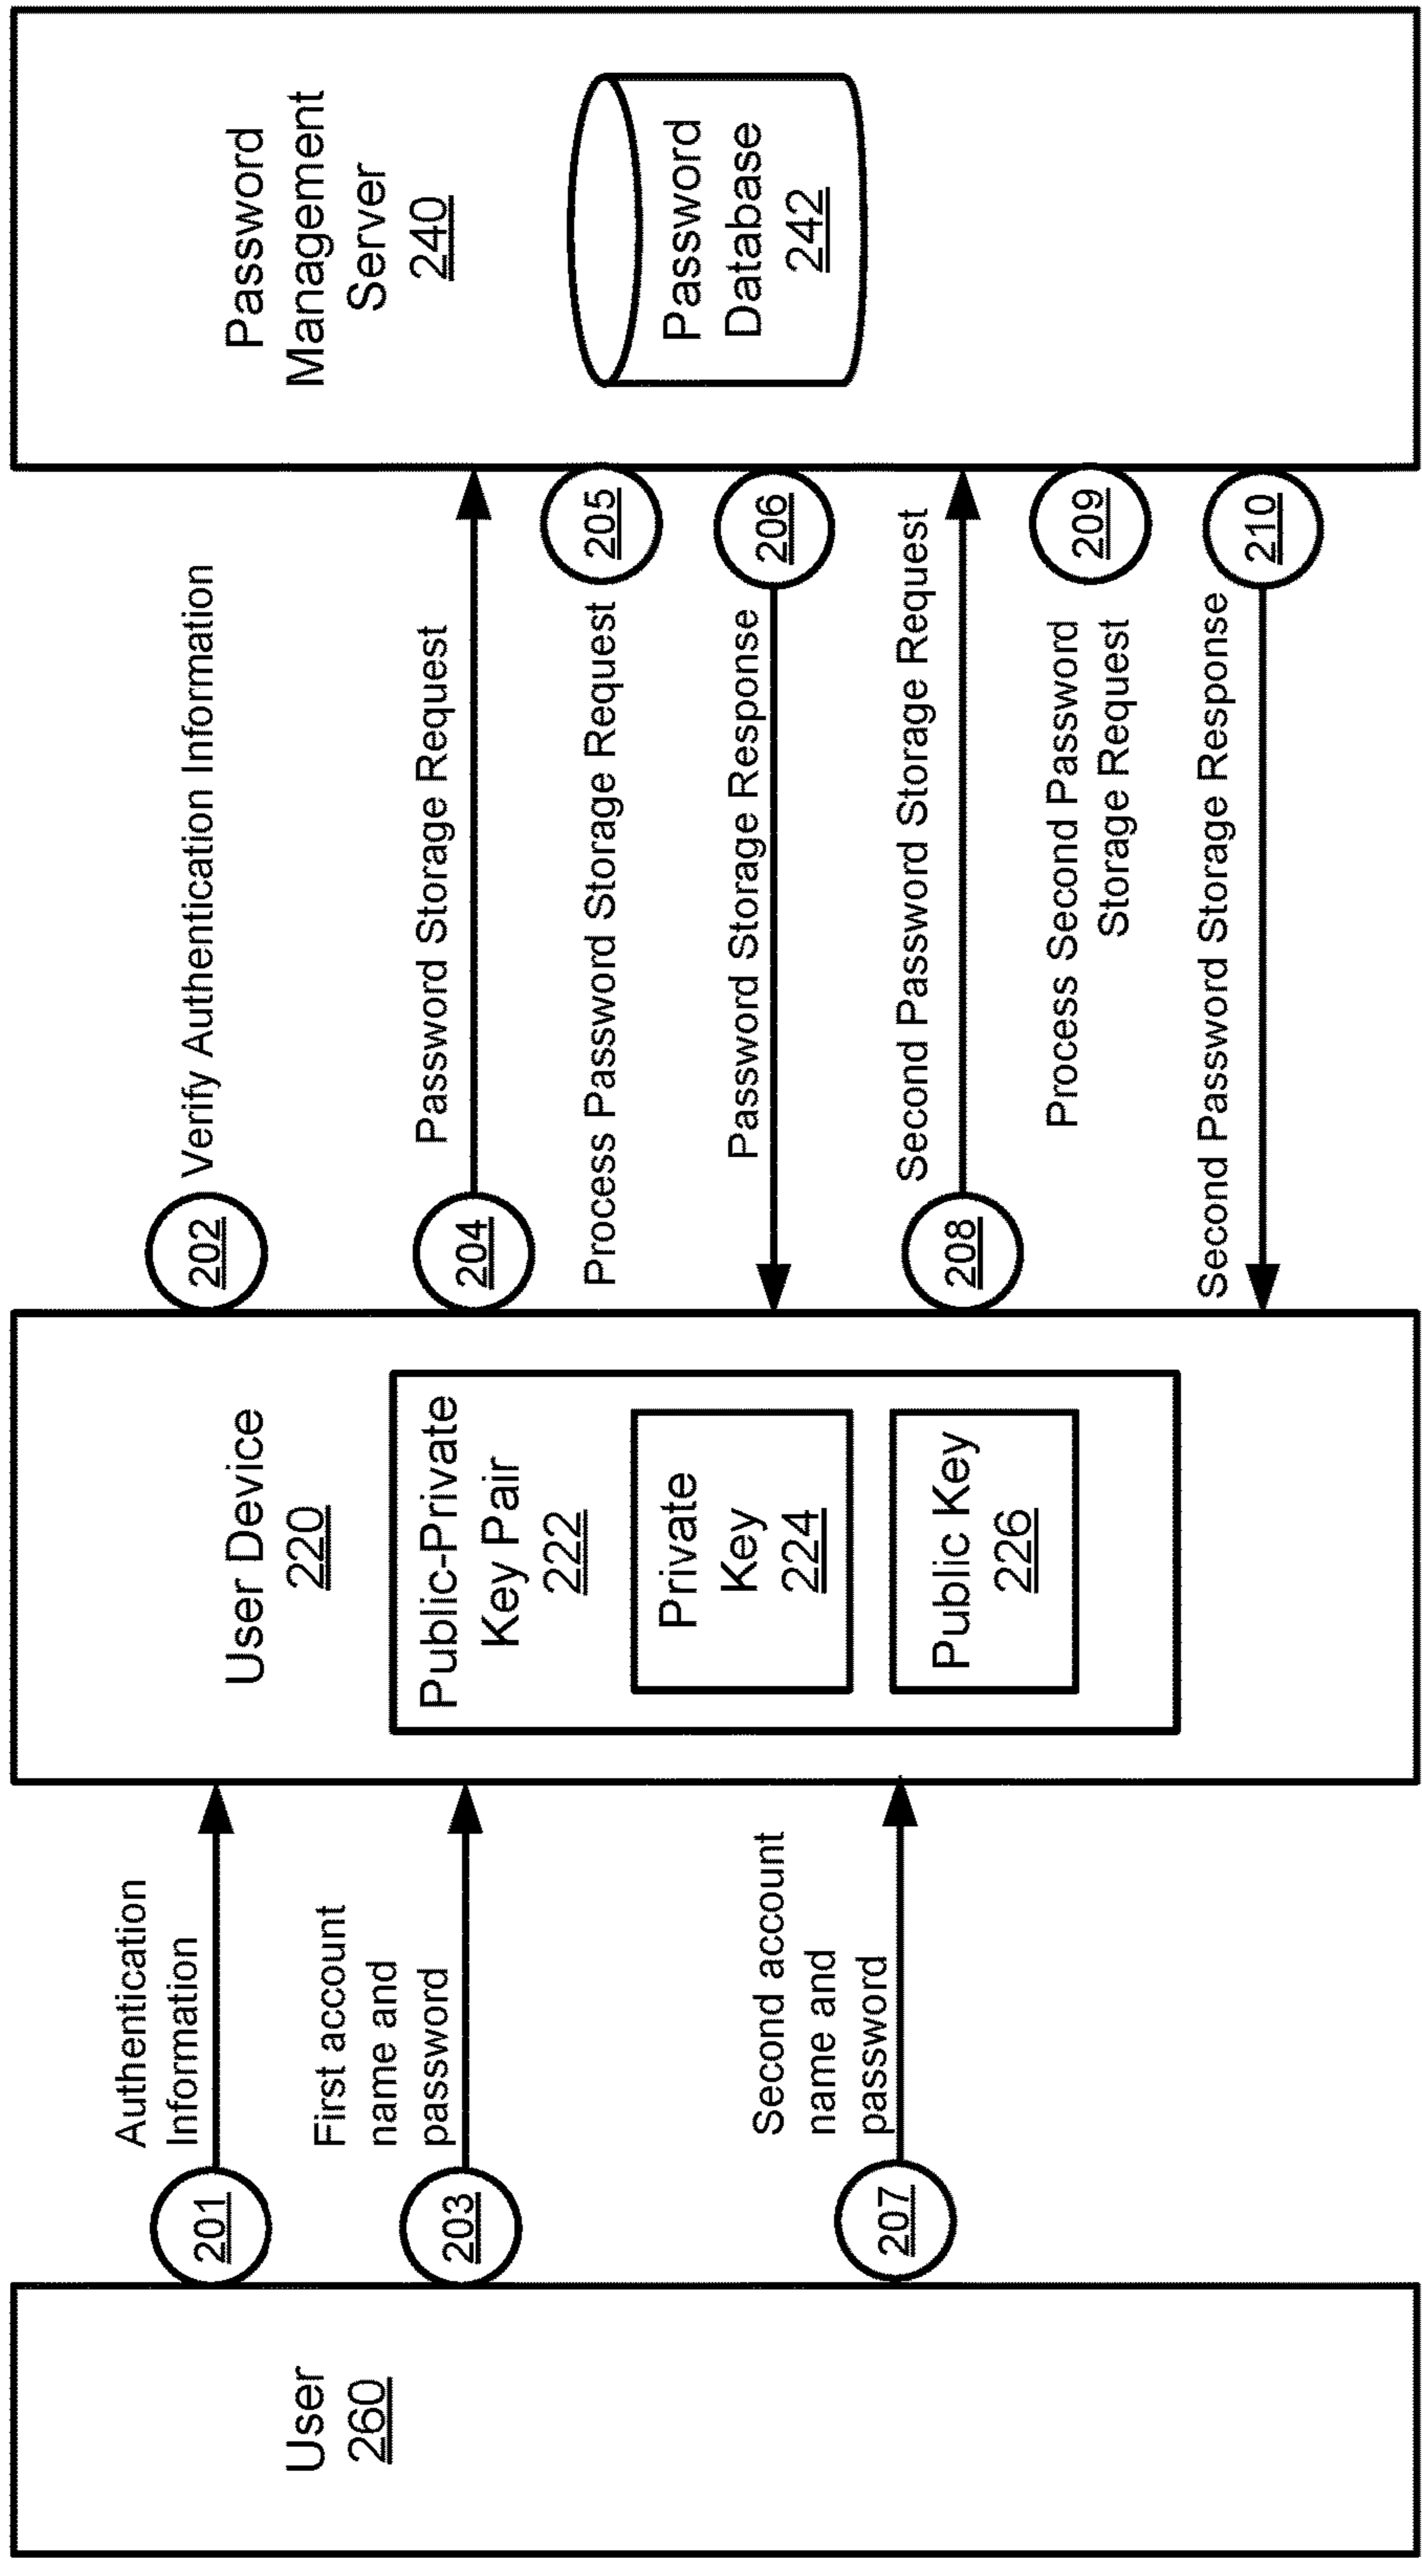 User
260
201
Authentication
Information
203
First account
name and
password
207
Second account
name and
password
User Device
220
Public-Private
Key Pair
222
Private
Key
224
Public Key
226
202
Verify Authentication Information
204
Password Storage Request
205
Process Password Storage Request
206
Password Storage Response
208
Second Password Storage Request
209
Process Second Password
Storage Request
210
Second Password Storage Response
Password
Management
Server
240
Password
Database
242